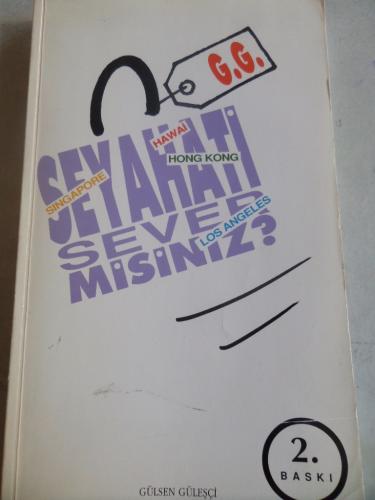 G.G.
HAWAİ
HONG KONG
SINGAPORE
SEYAHATİ
SEVER
LOS ANGELES
MİSİNİZ?
2.
BASKI
GÜLSEN GÜLEŞÇİ